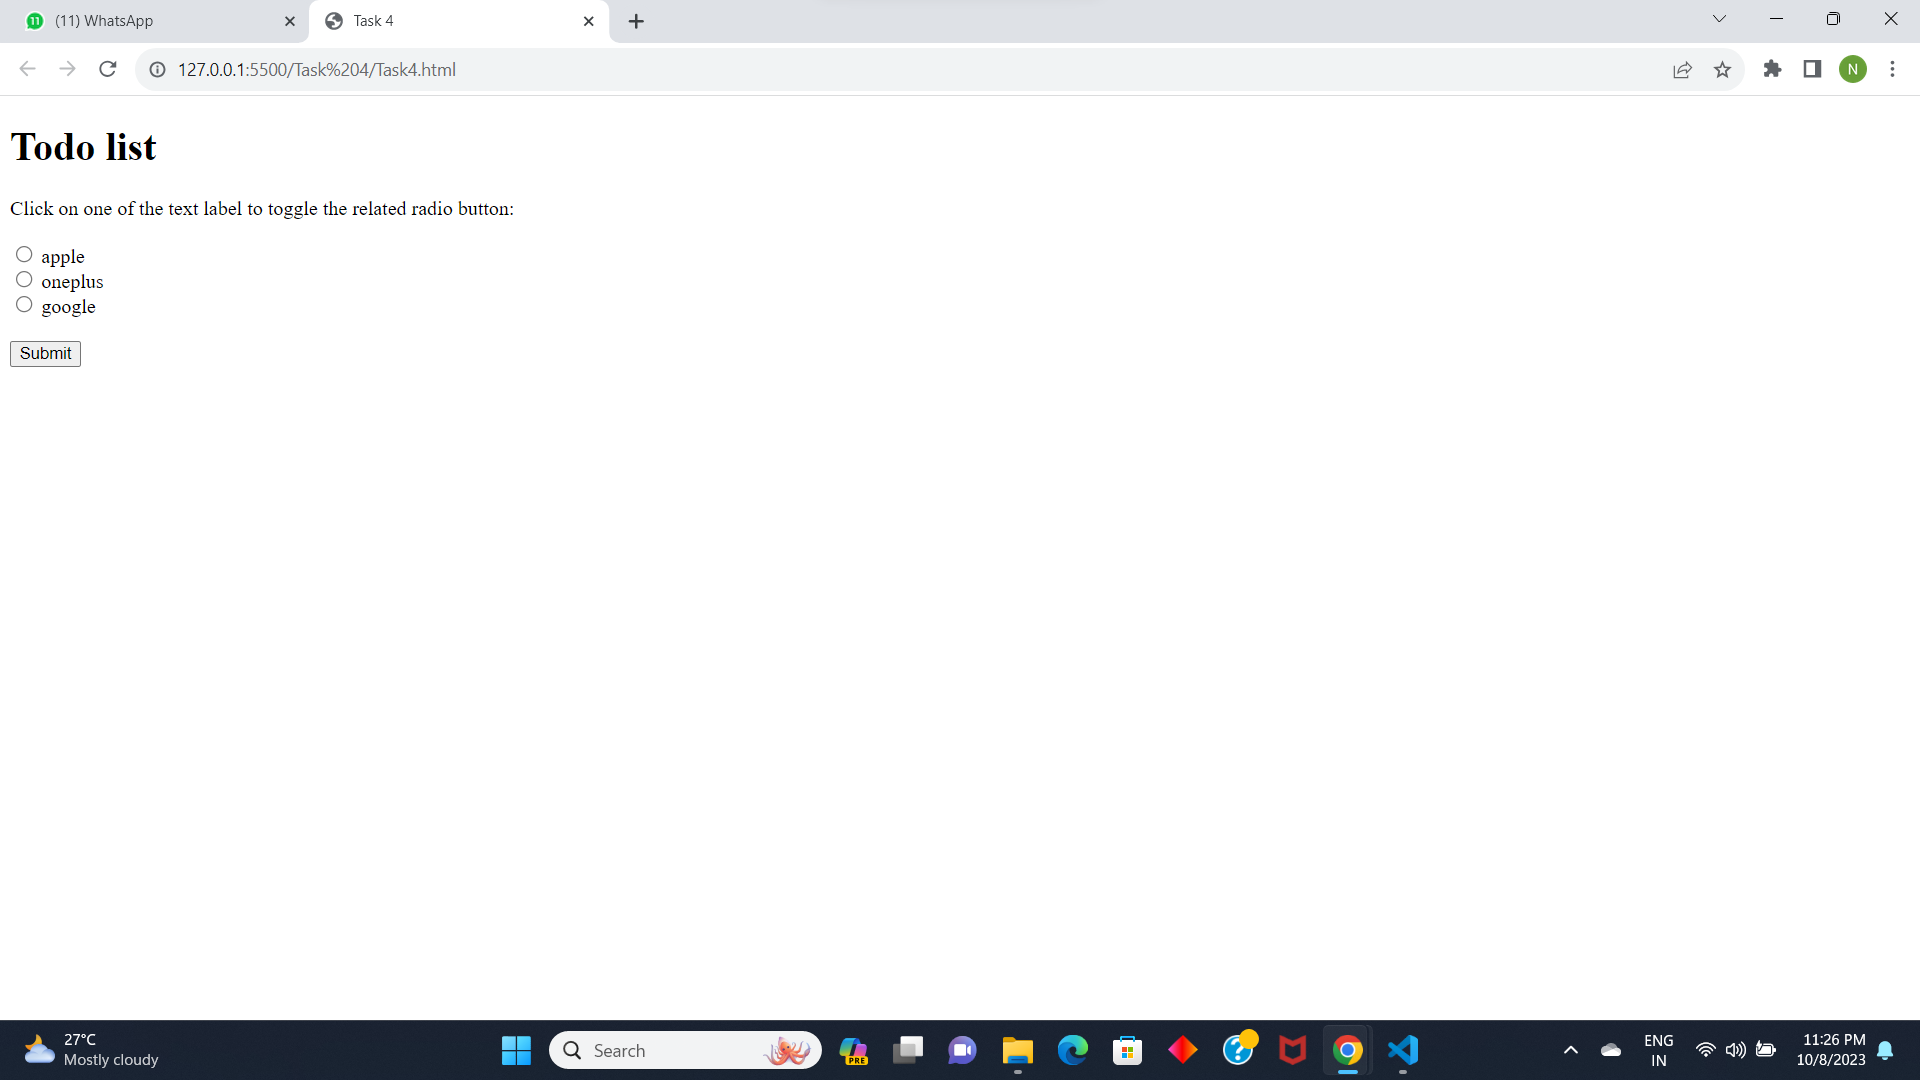 11
(11) WhatsApp
Task 4
127.0.0.1:5500/Task%204/Task4.html
N
Todo list
Click on one of the text label to toggle the related radio button:
apple
oneplus
google
Submit
27°C
Mostly cloudy
Search
PRE
ENG
IN
11:26 PM
10/8/2023